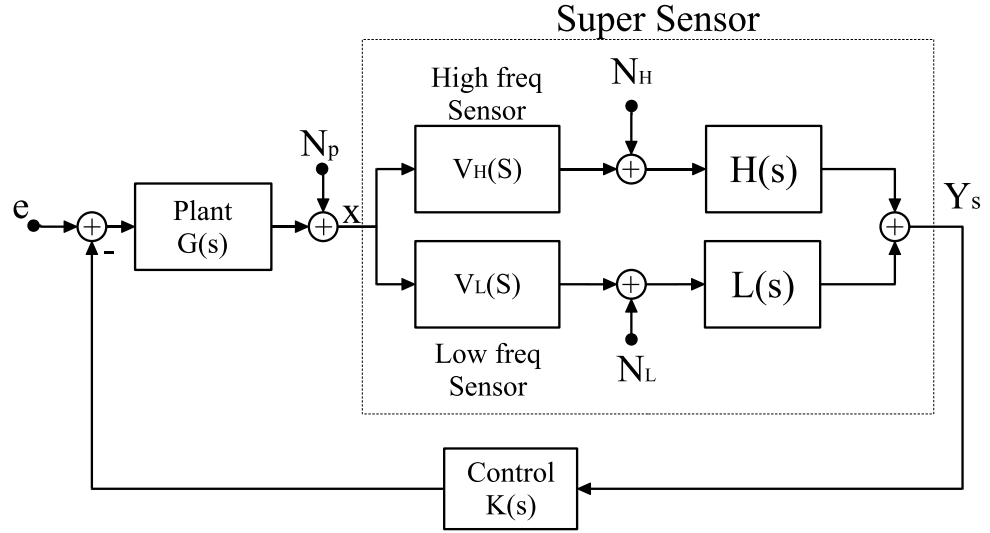 Super Sensor
High freq
Sensor
NH
Np
VH(S)
H(s)
e
Plant
G(s)
x
Ys
-
VL(S)
L(s)
Low freq
Sensor
NL
Control
K(s)